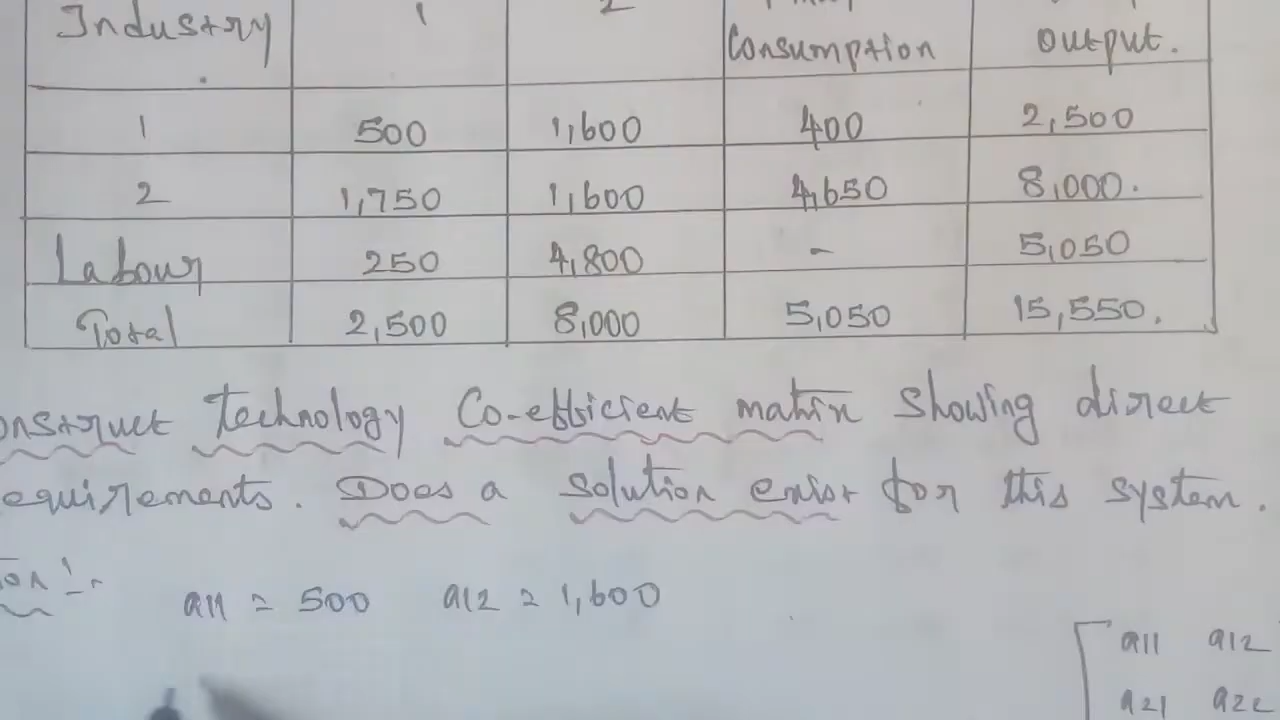 Industry 1 2
Consumption output.
1 500 1,600 400 2,500
2 1,750 1,600 4,650 8,000.
Labour 250 4,800 - 5,050
Total 2,500 8,000 5,050 15,550.
onstruct technology Co-efficient matrix showing direct
equirements. Does a solution exist for this system.
ion :-
a11 = 500 a12 = 1,600
a11 a12
a21 a22